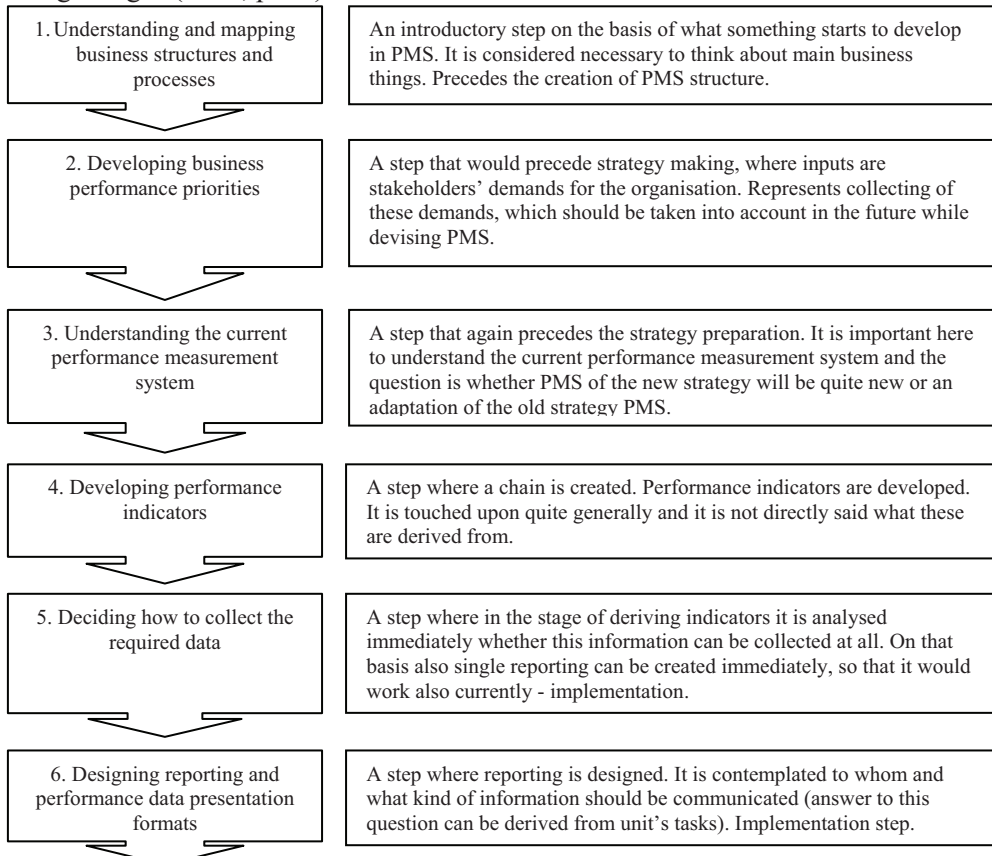 1. Understanding and mapping
business structures and
processes
An introductory step on the basis of what something starts to develop
in PMS. It is considered necessary to think about main business
things. Precedes the creation of PMS structure.
2. Developing business
performance priorities
A step that would precede strategy making, where inputs are
stakeholders' demands for the organisation. Represents collecting of
these demands, which should be taken into account in the future while
devising PMS.
3. Understanding the current
performance measurement
system
A step that again precedes the strategy preparation. It is important here
to understand the current performance measurement system and the
question is whether PMS of the new strategy will be quite new or an
adaptation of the old strategy PMS.
4. Developing performance
indicators
A step where a chain is created. Performance indicators are developed.
It is touched upon quite generally and it is not directly said what these
are derived from.
5. Deciding how to collect the
required data
A step where in the stage of deriving indicators it is analysed
immediately whether this information can be collected at all. On that
basis also single reporting can be created immediately, so that it would
work also currently - implementation.
6. Designing reporting and
performance data presentation
formats
A step where reporting is designed. It is contemplated to whom and
what kind of information should be communicated (answer to this
question can be derived from unit's tasks). Implementation step.